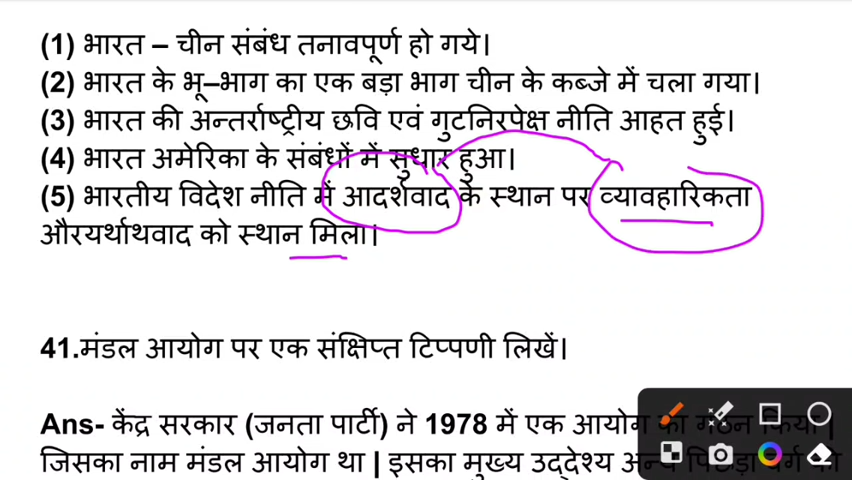 (1) भारत – चीन संबंध तनावपूर्ण हो गये।
(2) भारत के भू–भाग का एक बड़ा भाग चीन के कब्जे में चला गया।
(3) भारत की अन्तर्राष्ट्रीय छवि एवं गुटनिरपेक्ष नीति आहत हुई।
(4) भारत अमेरिका के संबंधों में सुधार हुआ।
(5) भारतीय विदेश नीति में आदर्शवाद के स्थान पर व्यावहारिकता
औरयर्थाथवाद को स्थान मिला।
41.मंडल आयोग पर एक संक्षिप्त टिप्पणी लिखें।
Ans- केंद्र सरकार (जनता पार्टी) ने 1978 में एक आयोग का गठन किया |
जिसका नाम मंडल आयोग था | इसका मुख्य उद्देश्य